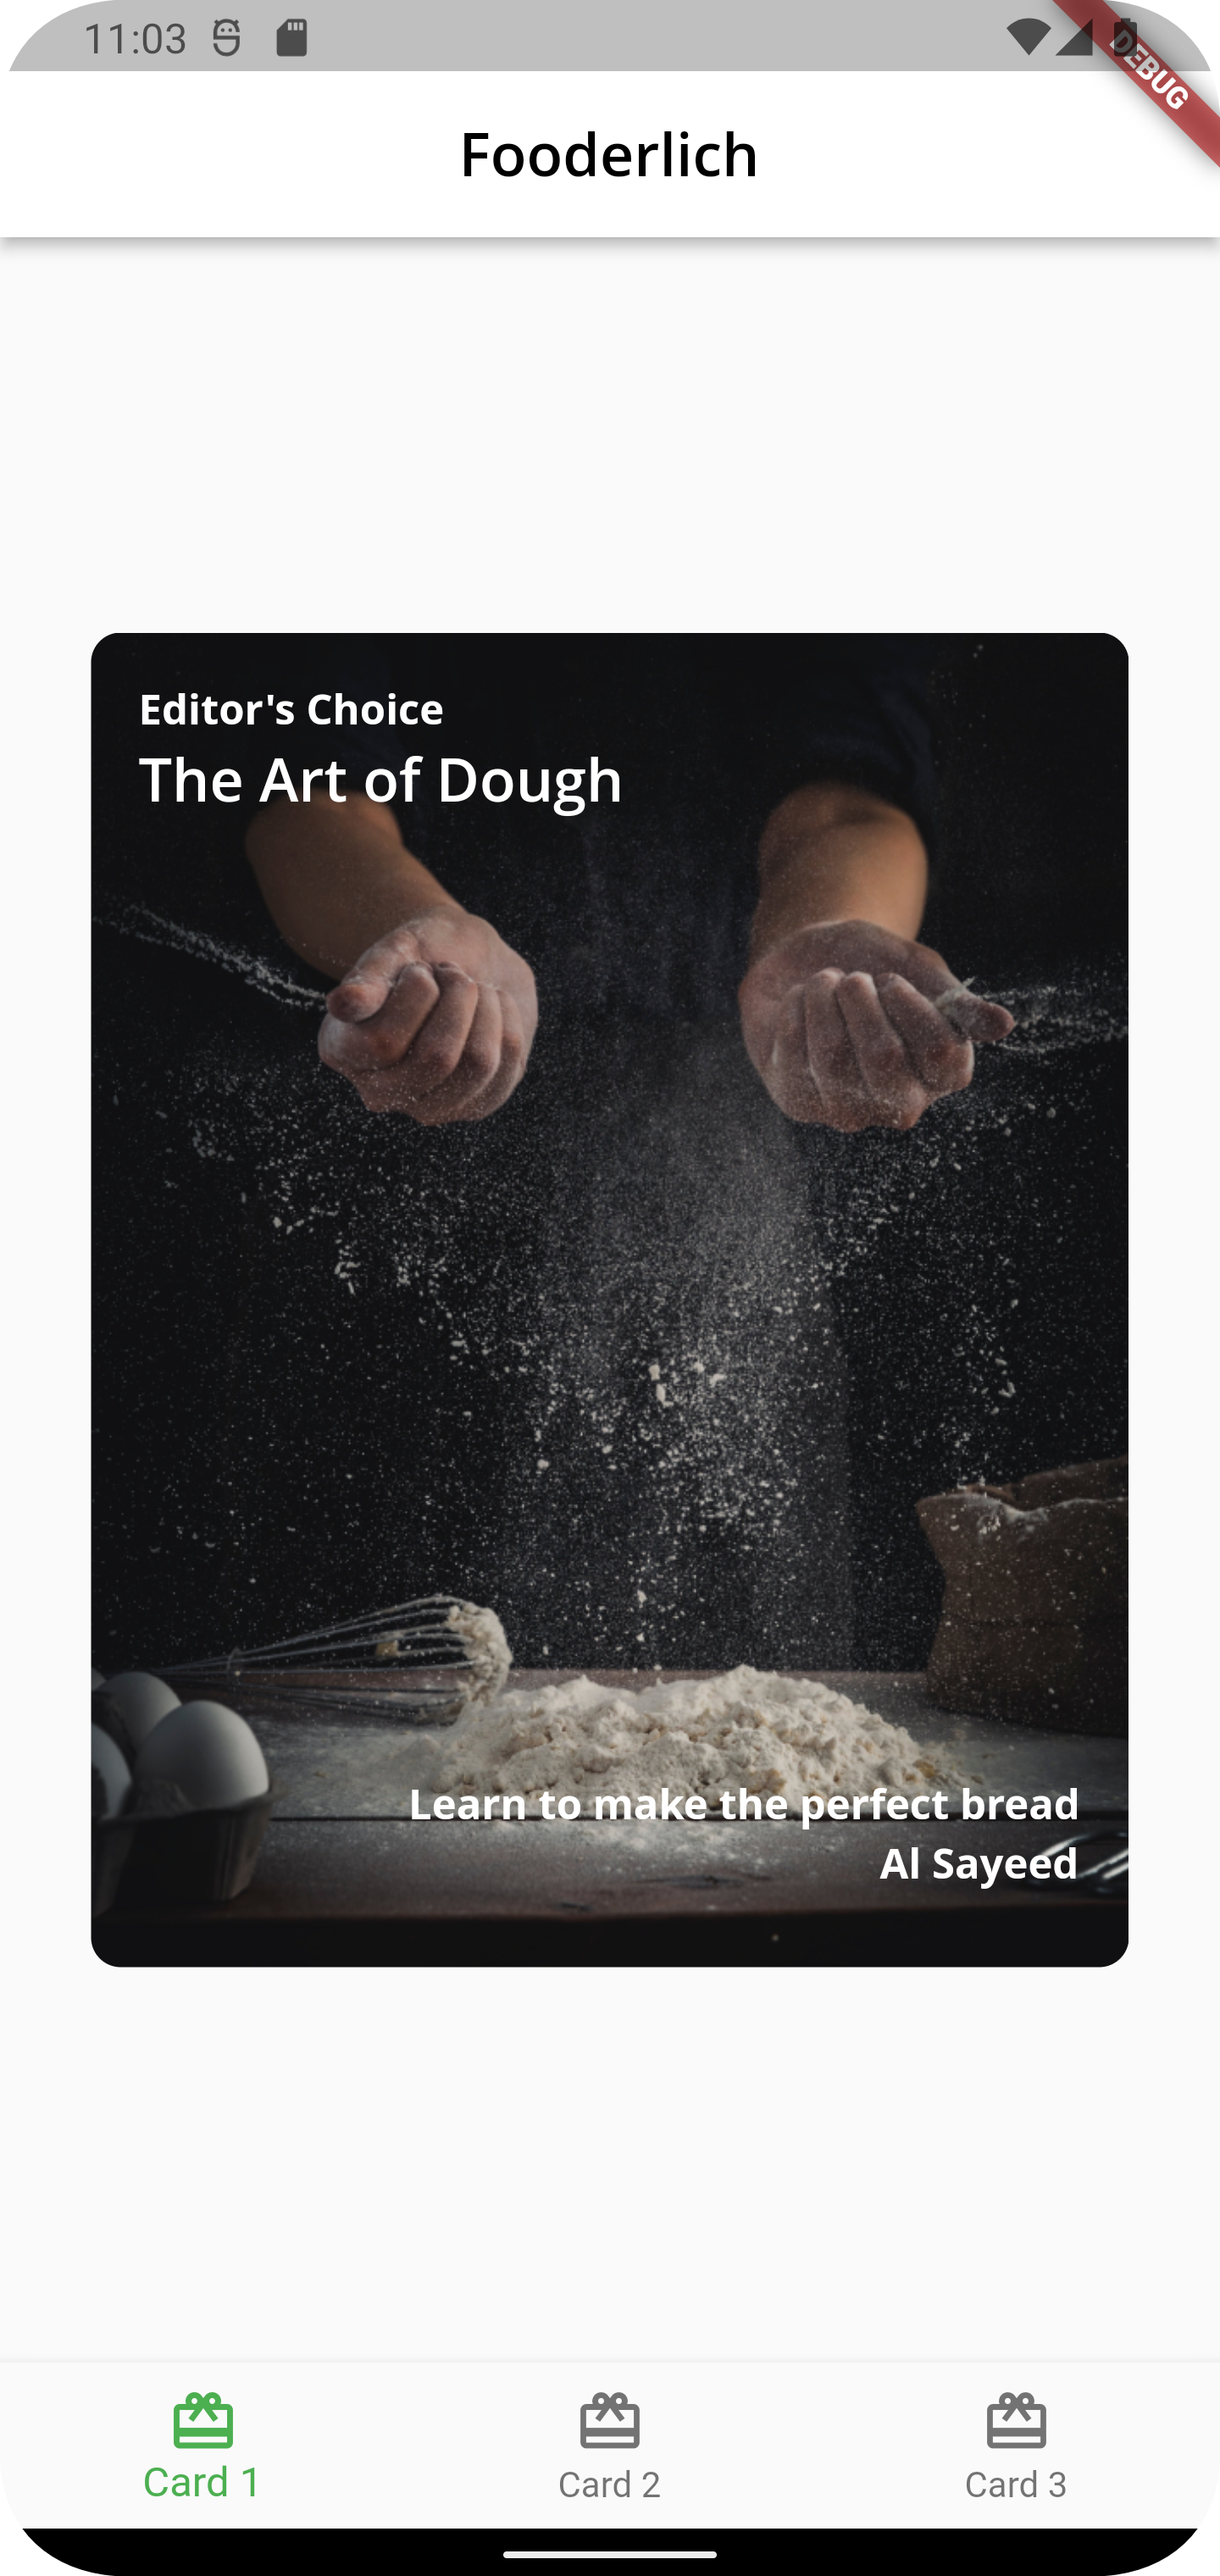 11:03
DEBUG
Fooderlich
Editor's Choice
The Art of Dough
Learn to make the perfect bread
Al Sayeed
Card 1
Card 2
Card 3